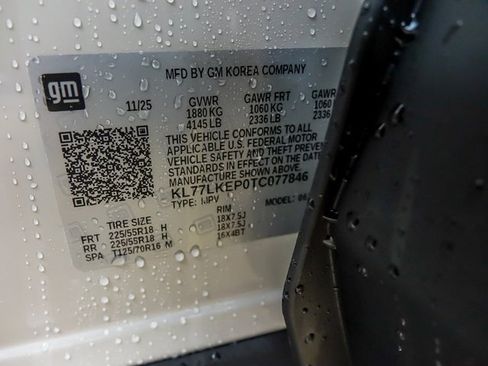 MFD BY GM KOREA COMPANY
gm
11/25 GVWR GAWR FRT GAWR
1880 KG 1060 KG 1060
4145 LB 2336 LB 2336
THIS VEHICLE CONFORMS TO ALL
APPLICABLE U.S. FEDERAL MOTOR
VEHICLE SAFETY AND THEFT PREVEN
STANDARDS IN EFFECT ON THE DATE
MANUFACTURE SHOWN ABOVE.
KL77LKEP0TC077846
TYPE: MPV MODEL: 06
TIRE SIZE RIM
FRT 225/55R18 H 18X7.5J
RR 225/55R18 H 18X7.5J
SPA T125/70R16 M 16X4BT